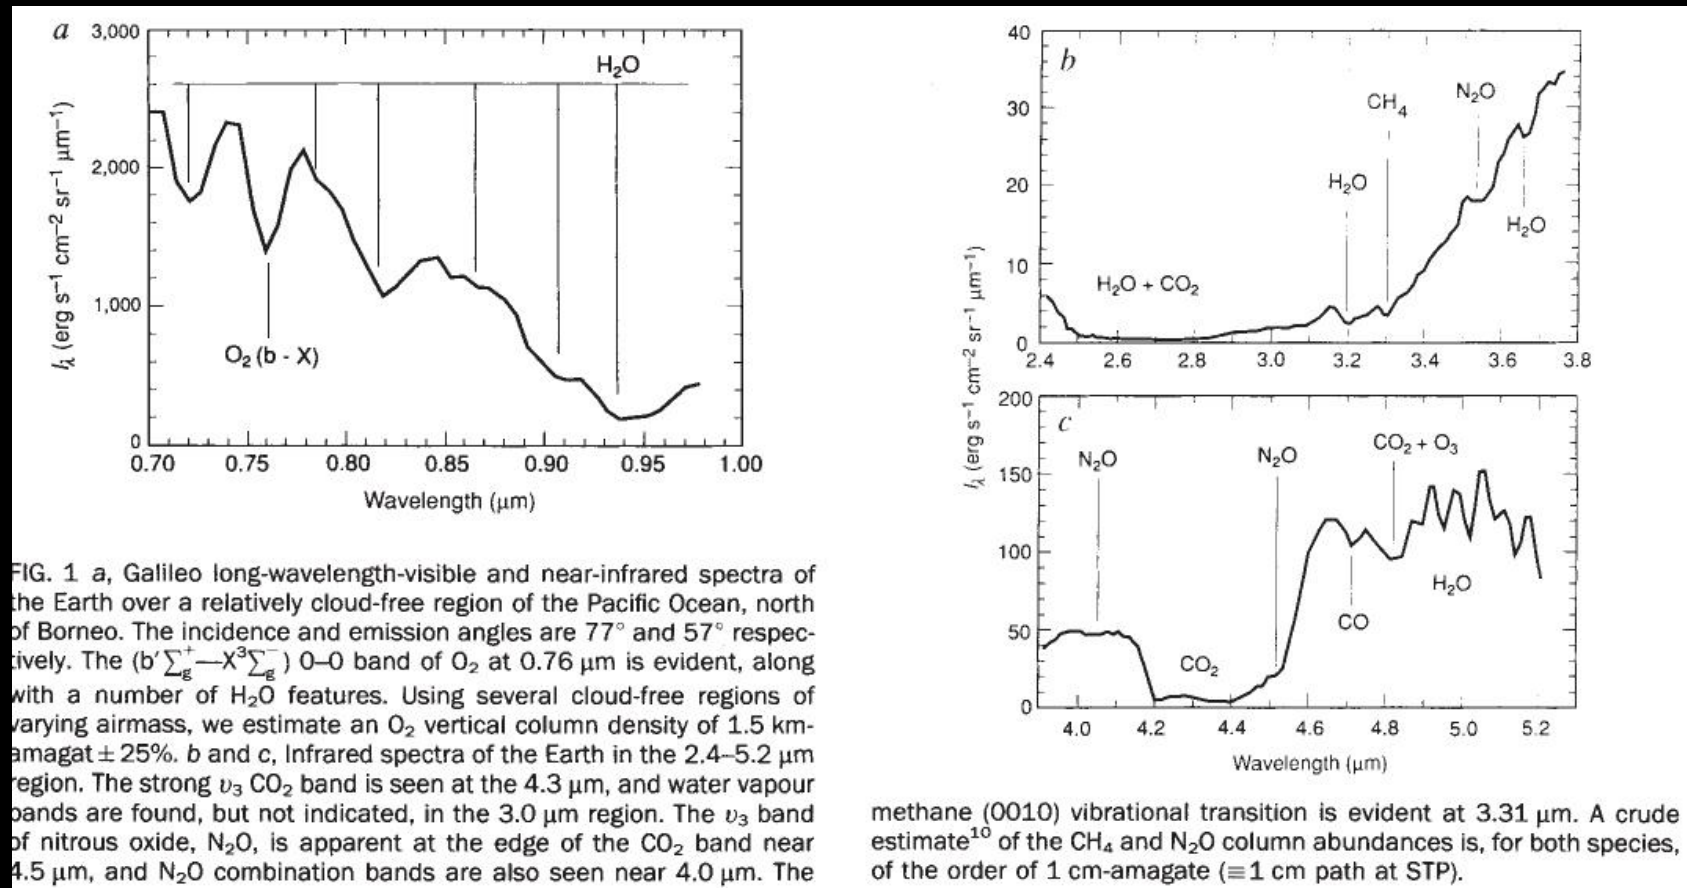 a
3,000
2,000
1,000
0
I_λ (erg s⁻¹ cm⁻² sr⁻¹ μm⁻¹)
H₂O
O₂ (b - X)
0.70 0.75 0.80 0.85 0.90 0.95 1.00
Wavelength (μm)
FIG. 1 a, Galileo long-wavelength-visible and near-infrared spectra of
the Earth over a relatively cloud-free region of the Pacific Ocean, north
of Borneo. The incidence and emission angles are 77° and 57° respec-
tively. The (b′Σg⁺—X³Σg⁻) 0–0 band of O₂ at 0.76 μm is evident, along
with a number of H₂O features. Using several cloud-free regions of
varying airmass, we estimate an O₂ vertical column density of 1.5 km-
amagat ± 25%. b and c, Infrared spectra of the Earth in the 2.4–5.2 μm
region. The strong υ₃ CO₂ band is seen at the 4.3 μm, and water vapour
bands are found, but not indicated, in the 3.0 μm region. The υ₃ band
of nitrous oxide, N₂O, is apparent at the edge of the CO₂ band near
4.5 μm, and N₂O combination bands are also seen near 4.0 μm. The
b
40
30
20
10
0
H₂O + CO₂
H₂O
CH₄
N₂O
H₂O
2.4 2.6 2.8 3.0 3.2 3.4 3.6 3.8
I_λ (erg s⁻¹ cm⁻² sr⁻¹ μm⁻¹)
c
200
150
100
50
0
N₂O
CO₂
N₂O
CO
CO₂ + O₃
H₂O
4.0 4.2 4.4 4.6 4.8 5.0 5.2
Wavelength (μm)
methane (0010) vibrational transition is evident at 3.31 μm. A crude
estimate¹⁰ of the CH₄ and N₂O column abundances is, for both species,
of the order of 1 cm-amagate (≡1 cm path at STP).